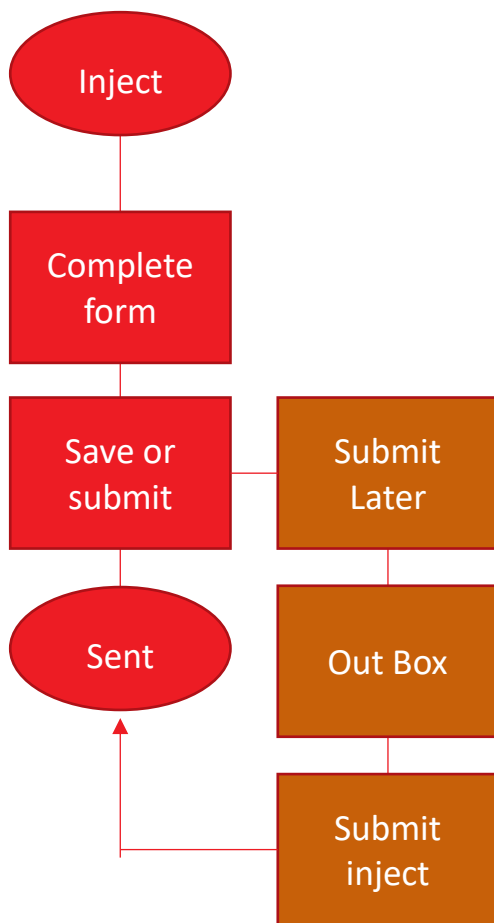 Inject
Complete
form
Save or
submit
Submit
Later
Sent
Out Box
Submit
inject